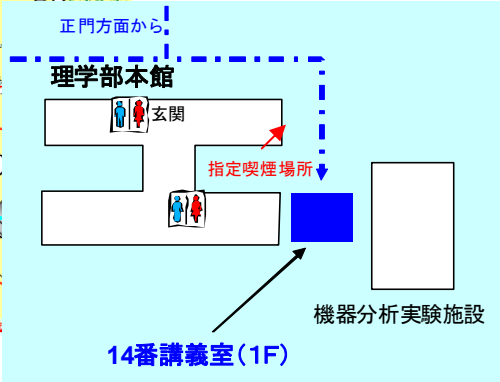 正門方面から
理学部本館
玄関
指定喫煙場所
機器分析実験施設
14番講義室(1F)